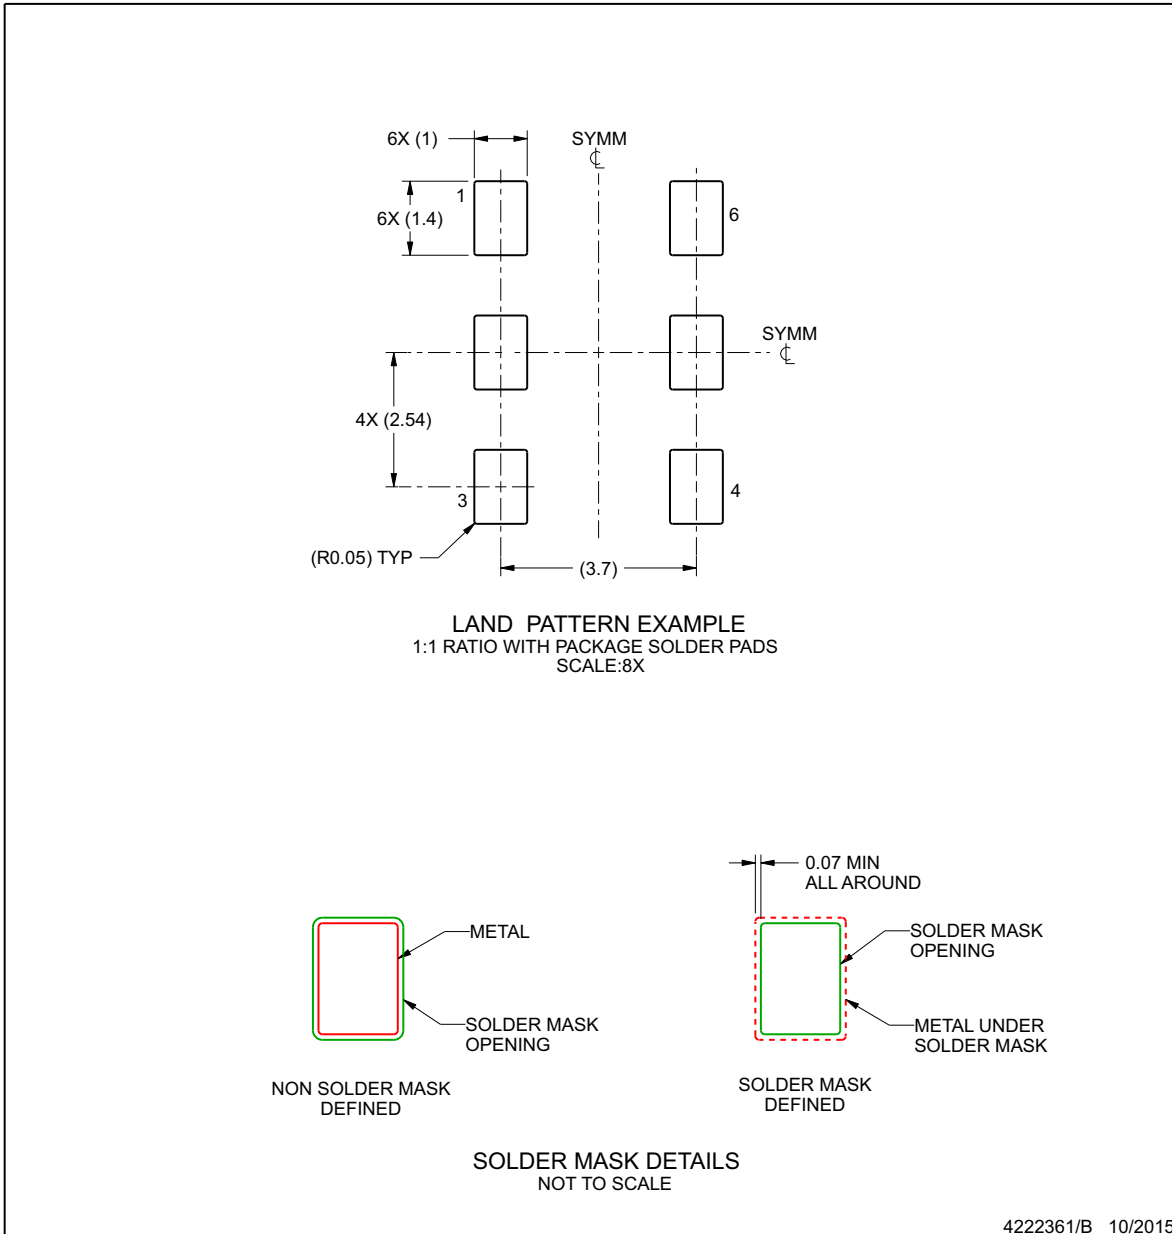 6X (1)
SYMM
1
6X (1.4)
6
SYMM
4X (2.54)
3
4
(R0.05) TYP
(3.7)
LAND PATTERN EXAMPLE
1:1 RATIO WITH PACKAGE SOLDER PADS
SCALE:8X
0.07 MIN
ALL AROUND
METAL
SOLDER MASK
OPENING
SOLDER MASK
OPENING
METAL UNDER
SOLDER MASK
NON SOLDER MASK
DEFINED
SOLDER MASK
DEFINED
SOLDER MASK DETAILS
NOT TO SCALE
4222361/B 10/2015